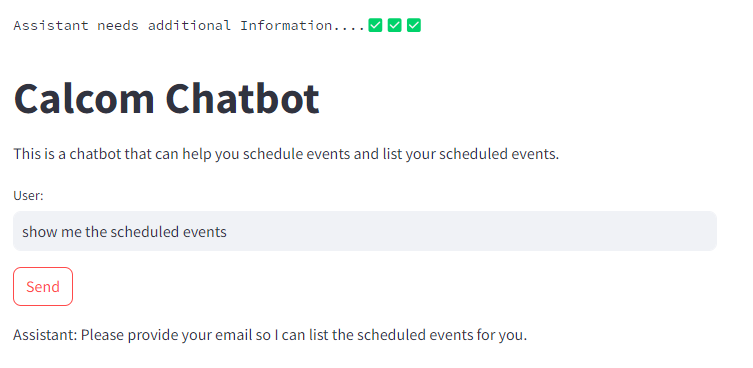 Assistant needs additional Information....✅✅✅
Calcom Chatbot
This is a chatbot that can help you schedule events and list your scheduled events.
User:
show me the scheduled events
Send
Assistant: Please provide your email so I can list the scheduled events for you.